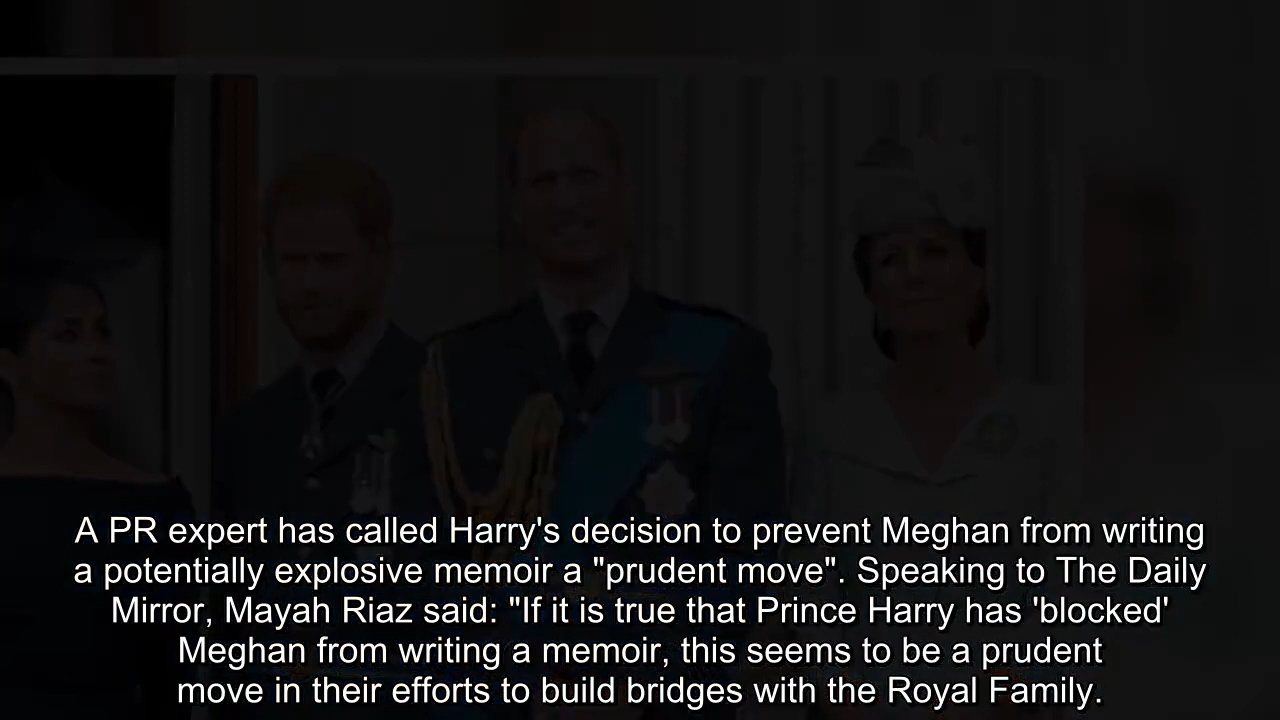 A PR expert has called Harry's decision to prevent Meghan from writing
a potentially explosive memoir a "prudent move". Speaking to The Daily
Mirror, Mayah Riaz said: "If it is true that Prince Harry has 'blocked'
Meghan from writing a memoir, this seems to be a prudent
move in their efforts to build bridges with the Royal Family.